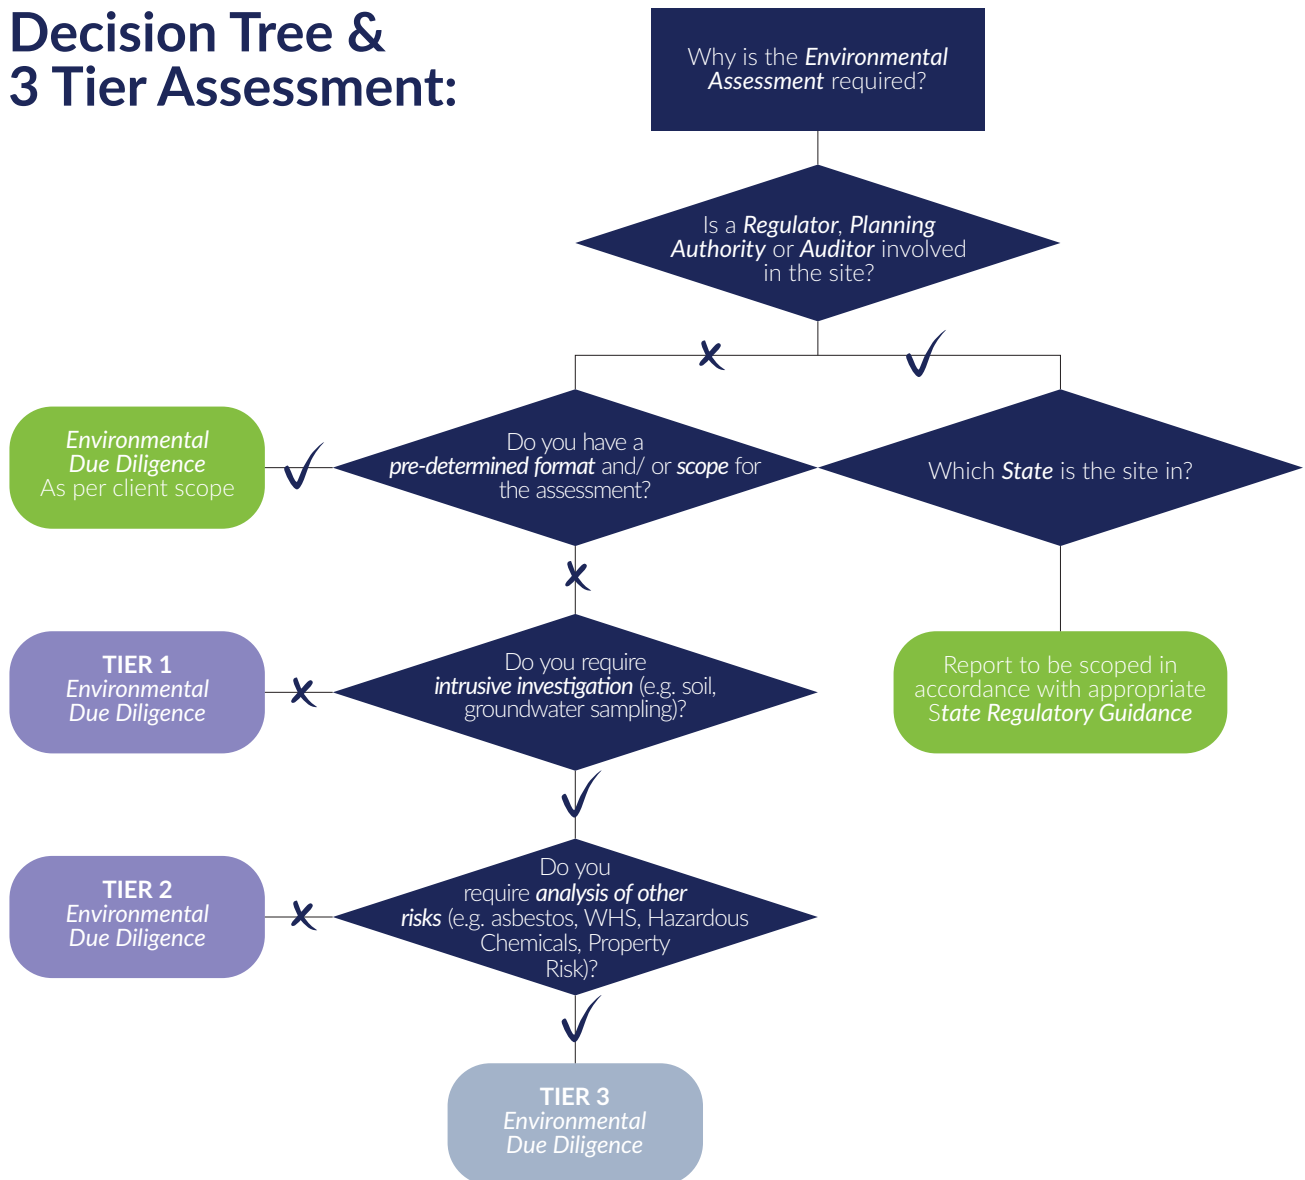 Decision Tree &
3 Tier Assessment:
Why is the Environmental
Assessment required?
Is a Regulator, Planning
Authority or Auditor involved
in the site?
Environmental
Due Diligence
As per client scope
Do you have a
pre-determined format and/ or scope for
the assessment?
Which State is the site in?
TIER 1
Environmental
Due Diligence
Do you require
intrusive investigation (e.g. soil,
groundwater sampling)?
Report to be scoped in
accordance with appropriate
State Regulatory Guidance
TIER 2
Environmental
Due Diligence
Do you
require analysis of other
risks (e.g. asbestos, WHS, Hazardous
Chemicals, Property
Risk)?
TIER 3
Environmental
Due Diligence